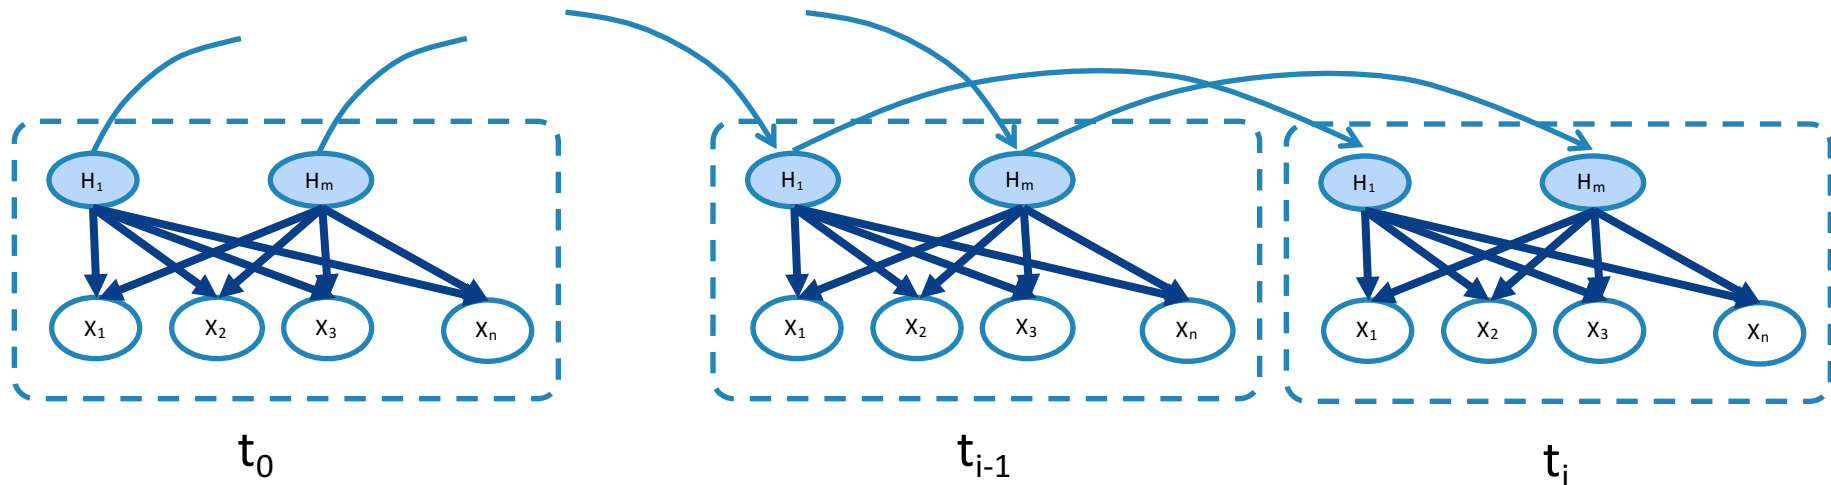 H₁ Hₘ H₁ Hₘ H₁ Hₘ
X₁ X₂ X₃ Xₙ X₁ X₂ X₃ Xₙ X₁ X₂ X₃ Xₙ
t₀ tᵢ₋₁ tᵢ